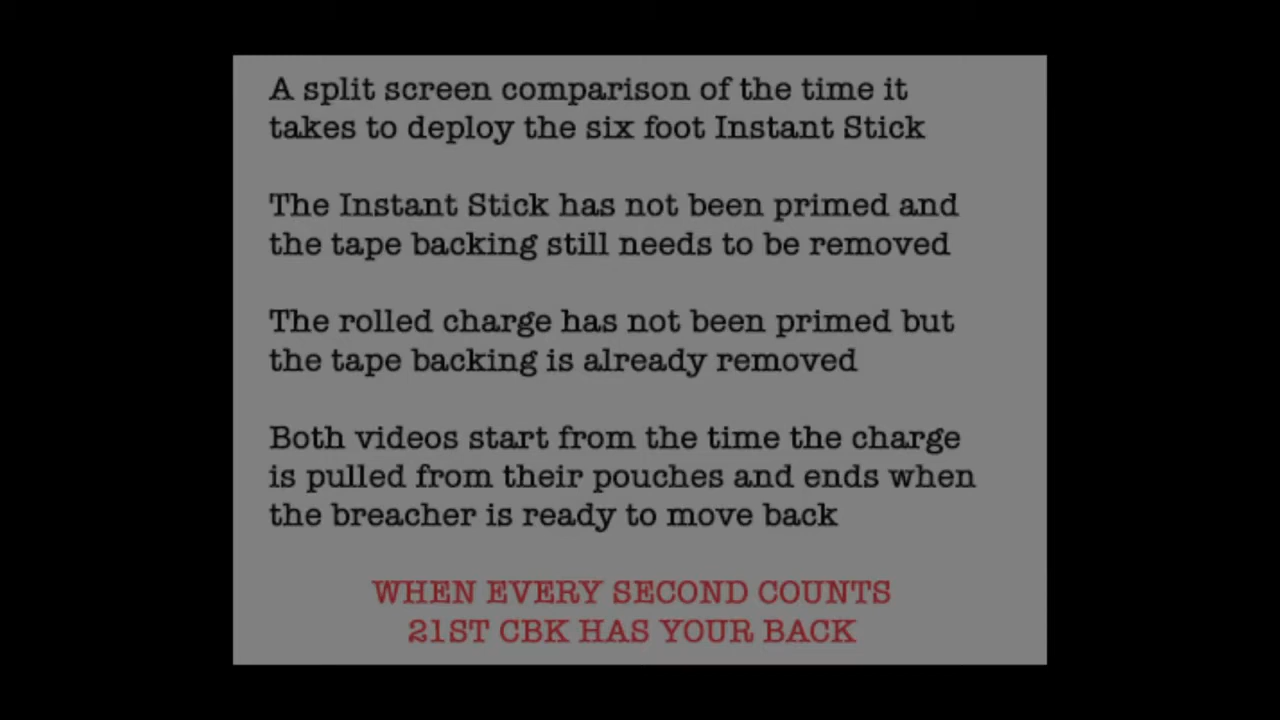 A split screen comparison of the time it
takes to deploy the six foot Instant Stick
The Instant Stick has not been primed and
the tape backing still needs to be removed
The rolled charge has not been primed but
the tape backing is already removed
Both videos start from the time the charge
is pulled from their pouches and ends when
the breacher is ready to move back
WHEN EVERY SECOND COUNTS
21ST CBK HAS YOUR BACK